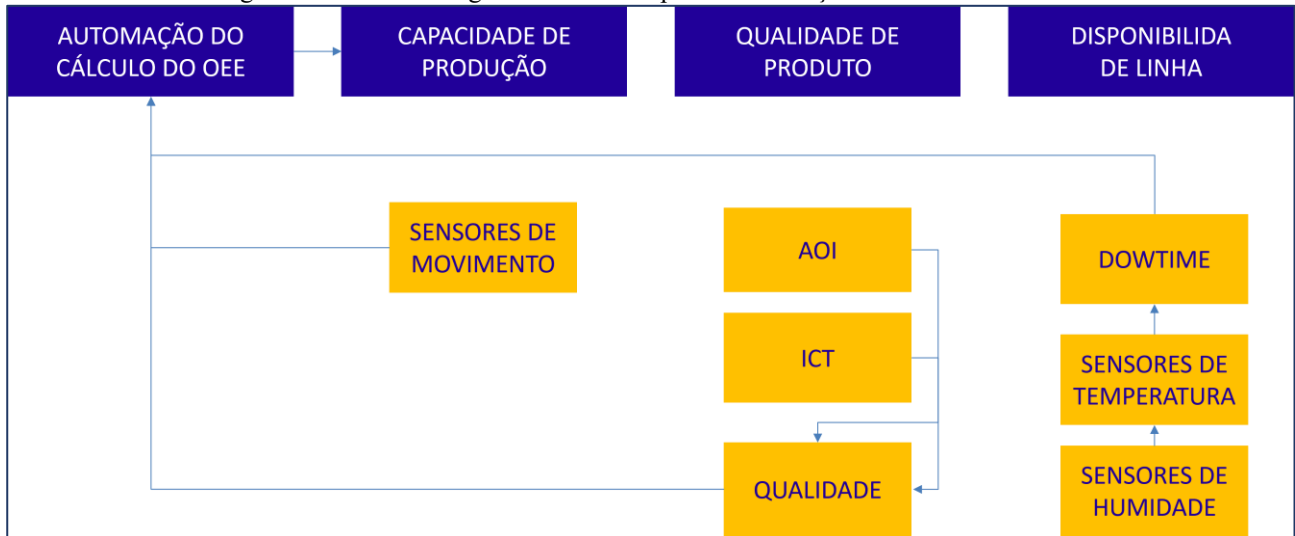 AUTOMAÇÃO DO
CÁLCULO DO OEE
CAPACIDADE DE
PRODUÇÃO
QUALIDADE DE
PRODUTO
DISPONIBILIDA
DE LINHA
SENSORES DE
MOVIMENTO
AOI
DOWTIME
ICT
SENSORES DE
TEMPERATURA
QUALIDADE
SENSORES DE
HUMIDADE